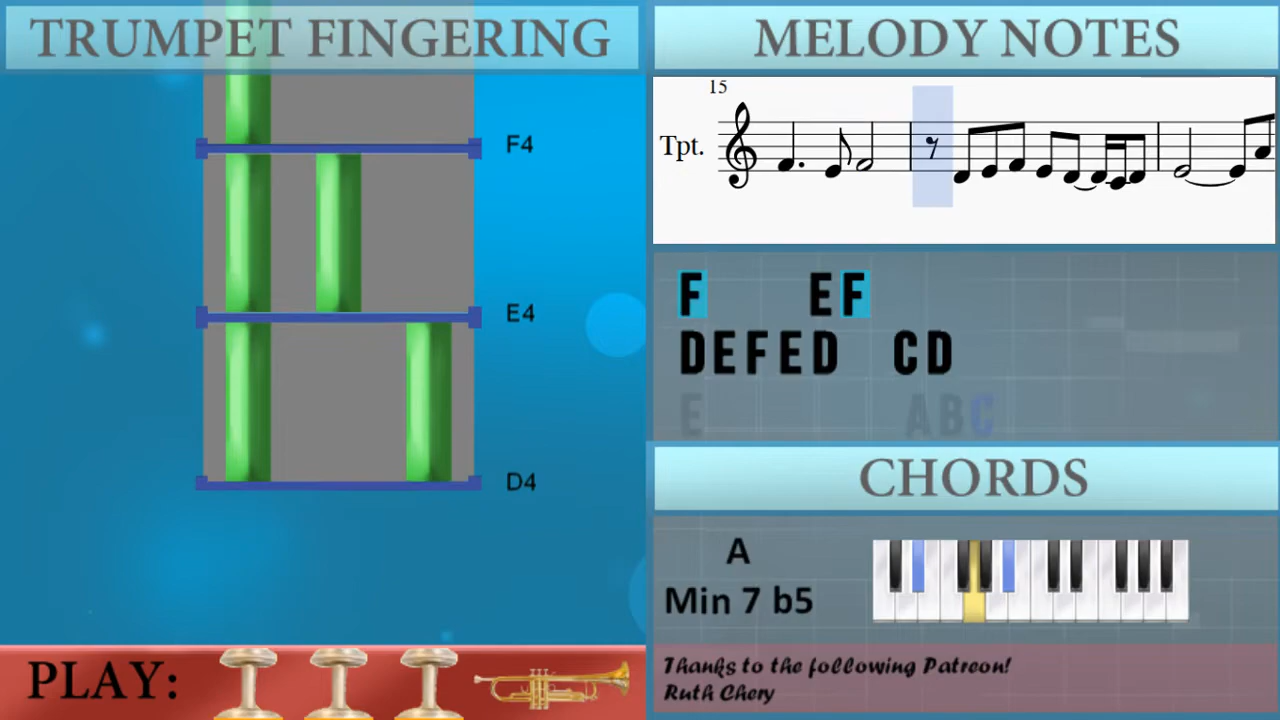 TRUMPET FINGERING
F4
E4
D4
PLAY:
MELODY NOTES
15
Tpt.
F EF
DEFED CD
E ABC
CHORDS
A
Min 7 b5
Thanks to the following Patreon!
Ruth Chery